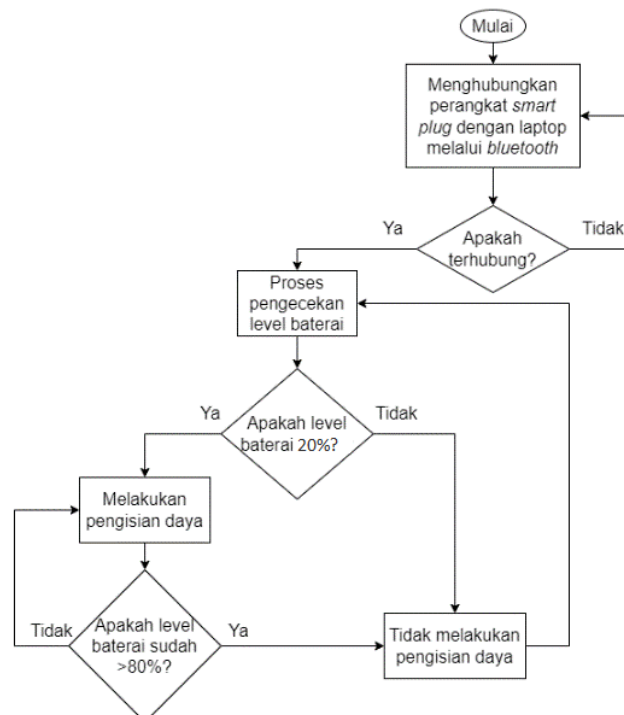 Mulai
Menghubungkan
perangkat smart
plug dengan laptop
melalui bluetooth
Ya
Apakah
terhubung?
Tidak
Proses
pengecekan
level baterai
Ya
Apakah level
baterai 20%?
Tidak
Melakukan
pengisian daya
Tidak
Apakah level
baterai sudah
>80%?
Ya
Tidak melakukan
pengisian daya